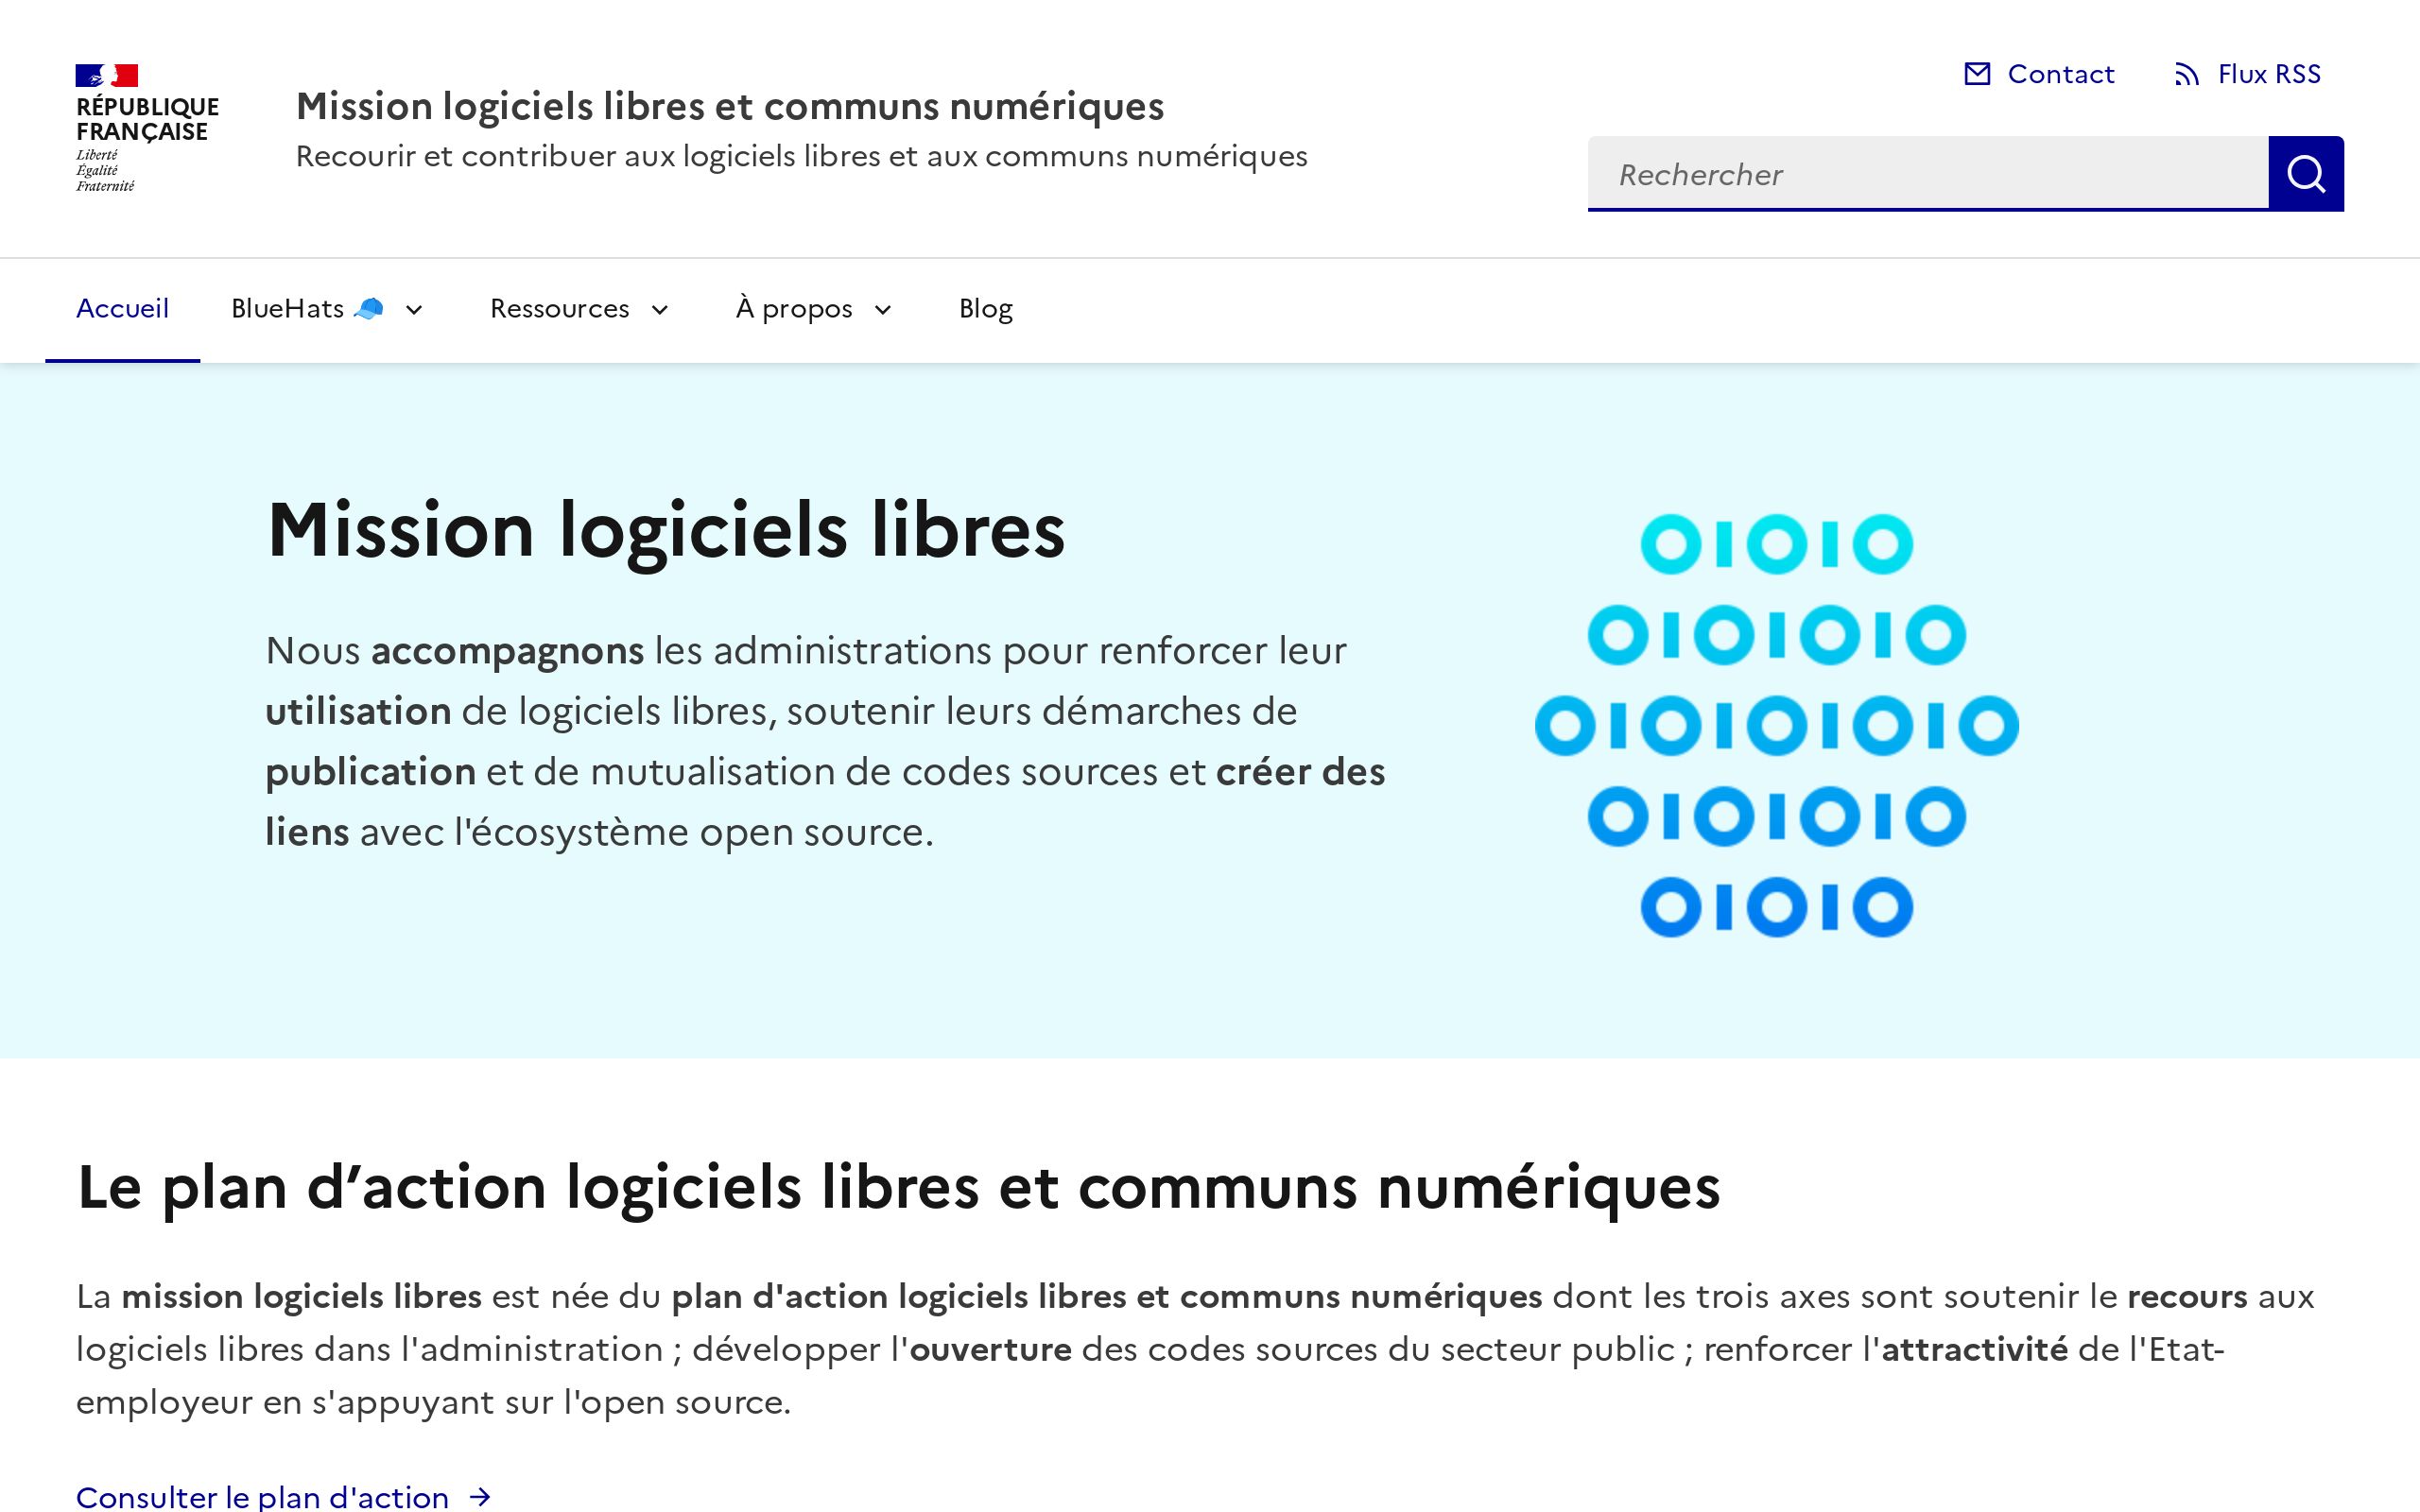 RÉPUBLIQUE
FRANÇAISE
Liberté
Égalité
Fraternité
Mission logiciels libres et communs numériques
Recourir et contribuer aux logiciels libres et aux communs numériques
Contact
Flux RSS
Rechercher
Accueil
BlueHats 🧢
Ressources
À propos
Blog
Mission logiciels libres
Nous accompagnons les administrations pour renforcer leur
utilisation de logiciels libres, soutenir leurs démarches de
publication et de mutualisation de codes sources et créer des
liens avec l'écosystème open source.
OIOIO
OIOIOIO
OIOIOIOIO
OIOIOIO
OIOIO
Le plan d’action logiciels libres et communs numériques
La mission logiciels libres est née du plan d'action logiciels libres et communs numériques dont les trois axes sont soutenir le recours aux
logiciels libres dans l'administration ; développer l'ouverture des codes sources du secteur public ; renforcer l'attractivité de l'Etat-
employeur en s'appuyant sur l'open source.
Consulter le plan d'action